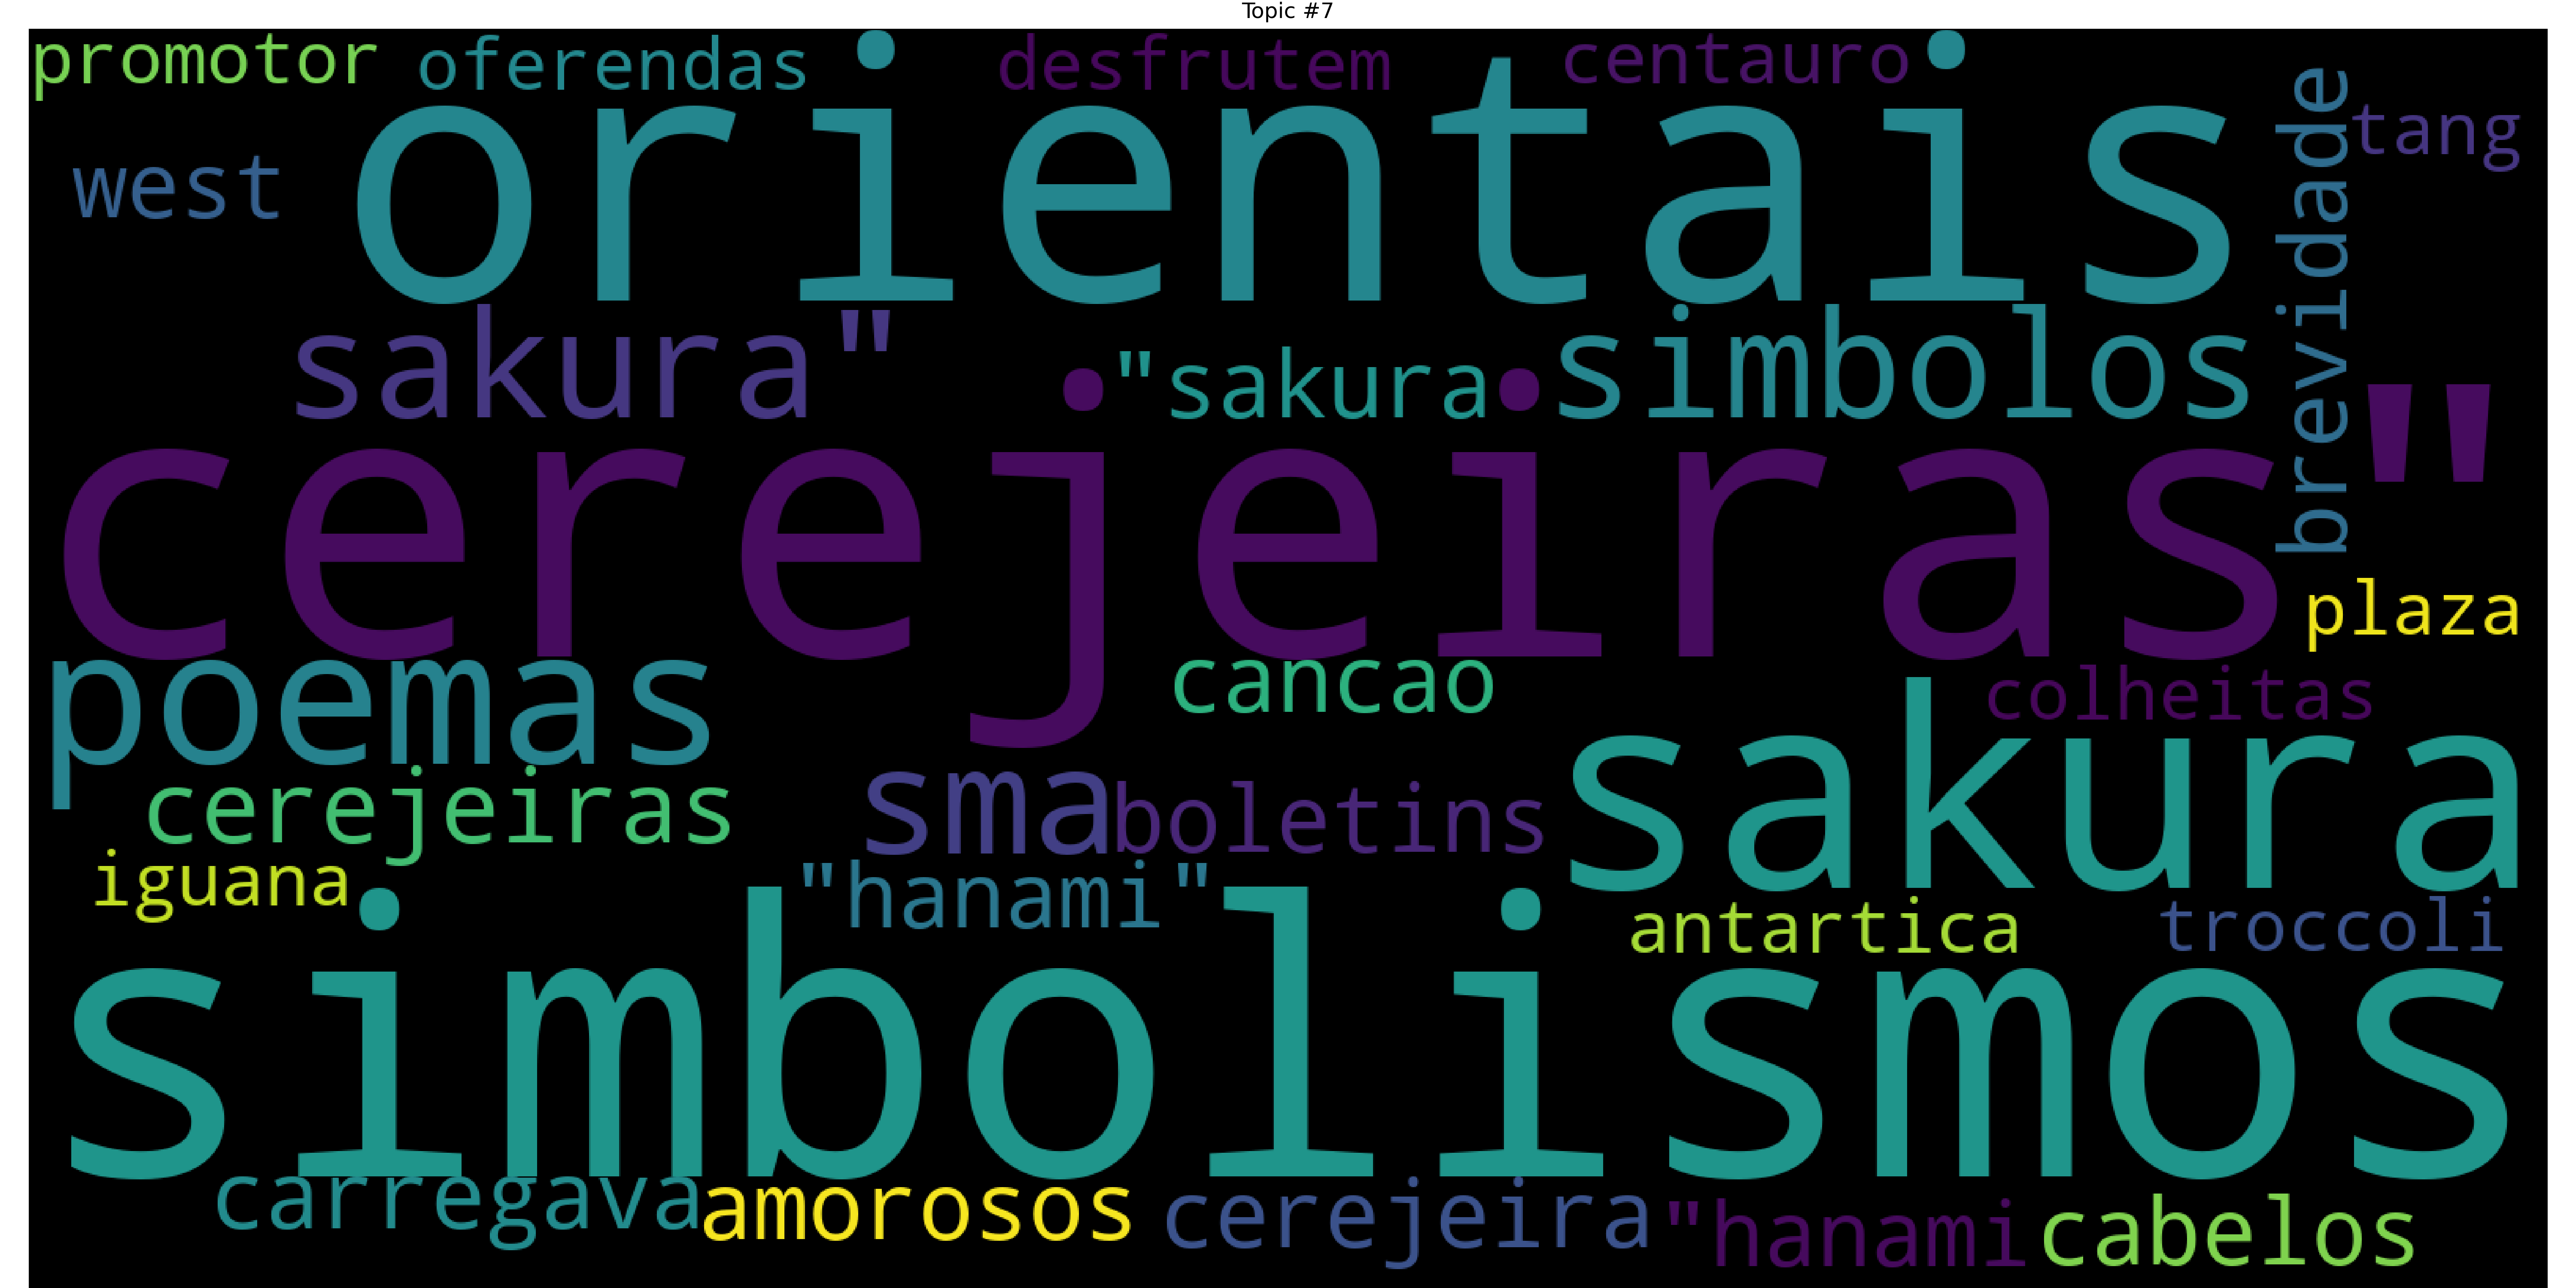 Topic #7
promotor
oferendas
desfrutem
centauro
tang
west
orientais
brevidade
sakura"
"sakura
simbolos
cerejeiras"
plaza
poemas
cancao
colheitas
sakura
cerejeiras
sma
boletins
iguana
"hanami"
antartica
troccoli
simbolismos
carregava
amorosos
cerejeira
"hanami
cabelos